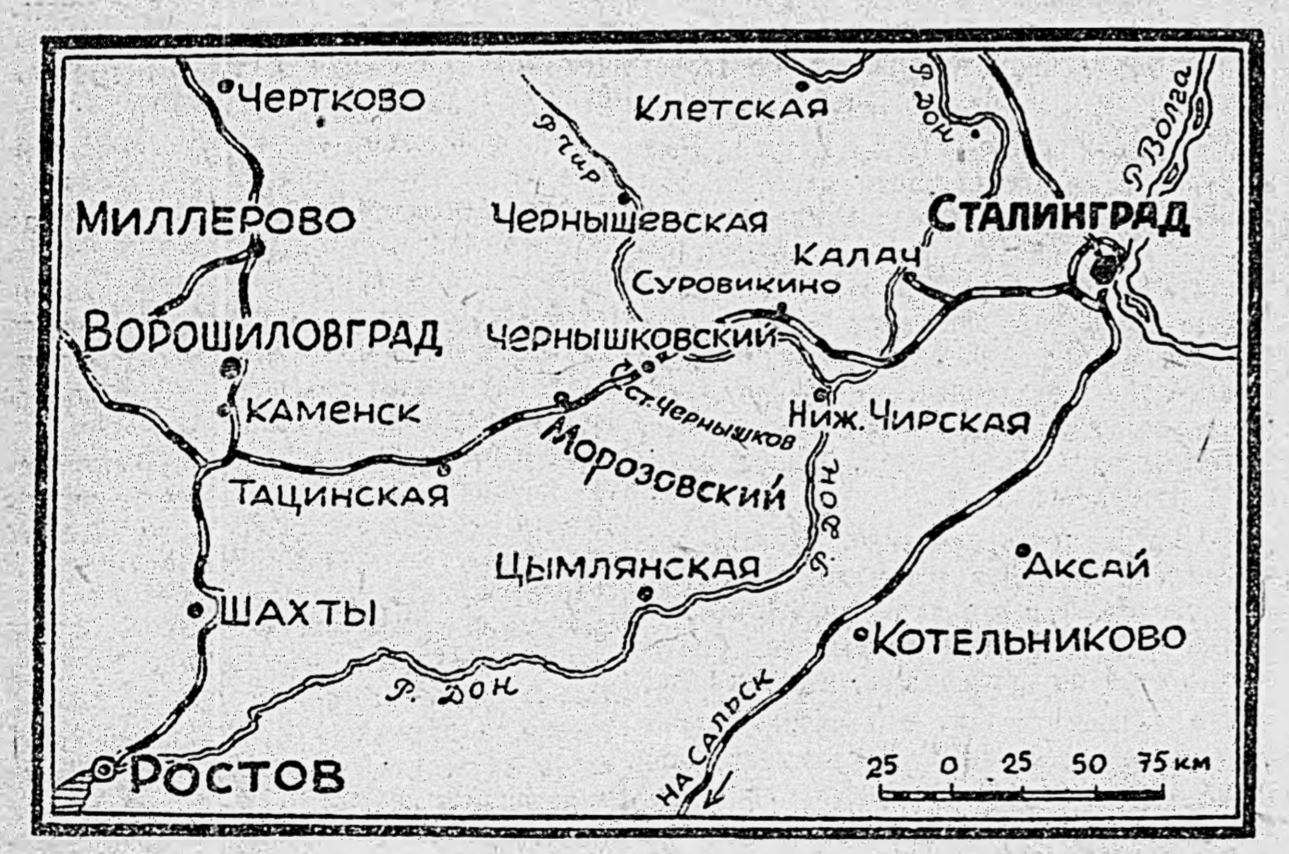 Чертково
Клетская
р. Дон
р. Волга
р. Чир
Миллерово
Чернышевская
Сталинград
Калач
Суровикино
Ворошиловград
Чернышковский
Каменск
ст. Чернышков
Ниж. Чирская
Морозовский
Тацинская
р. Дон
Цымлянская
Аксай
Шахты
Котельниково
р. Дон
на Сальск
Ростов
25 0 25 50 75 км